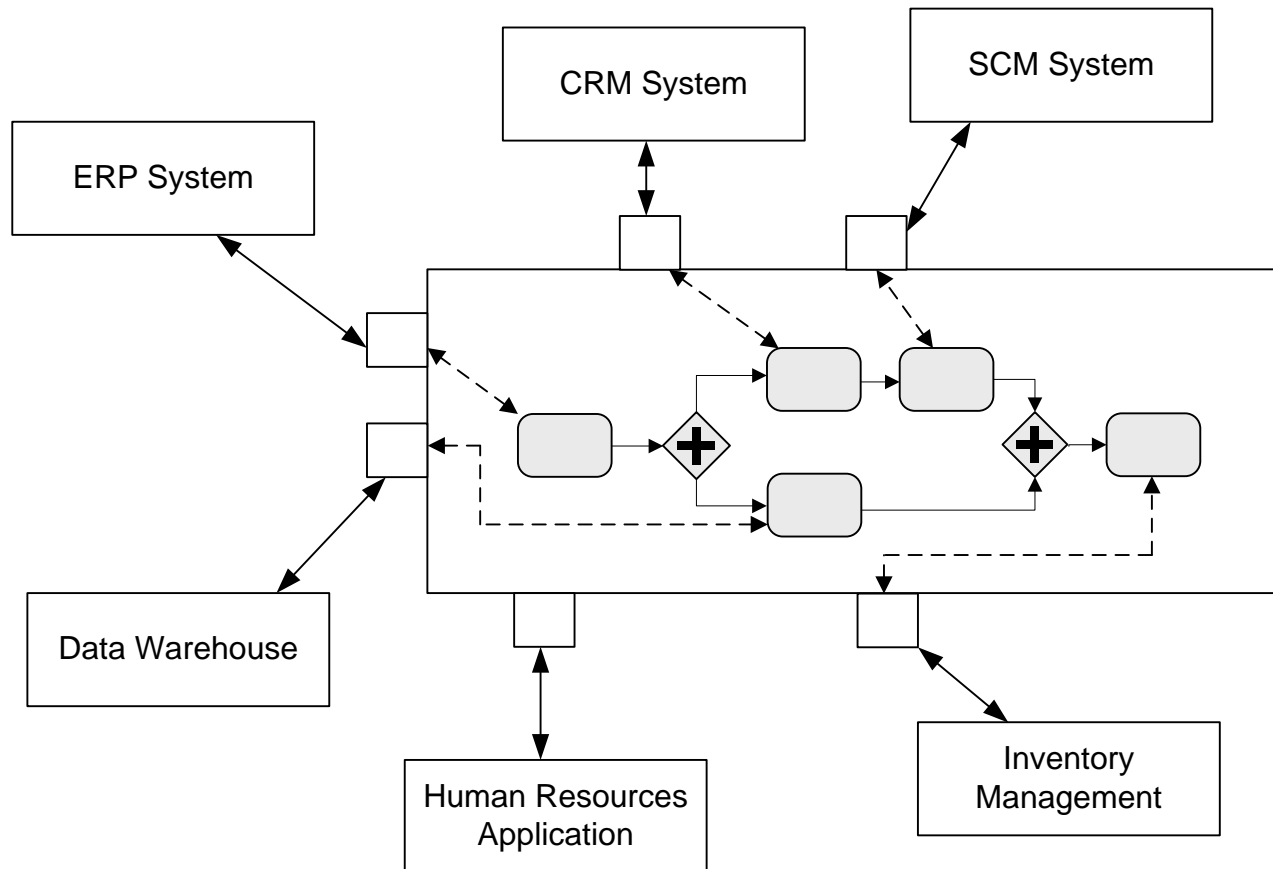 SCM System
CRM System
ERP System
Data Warehouse
Human Resources
Application
Inventory
Management